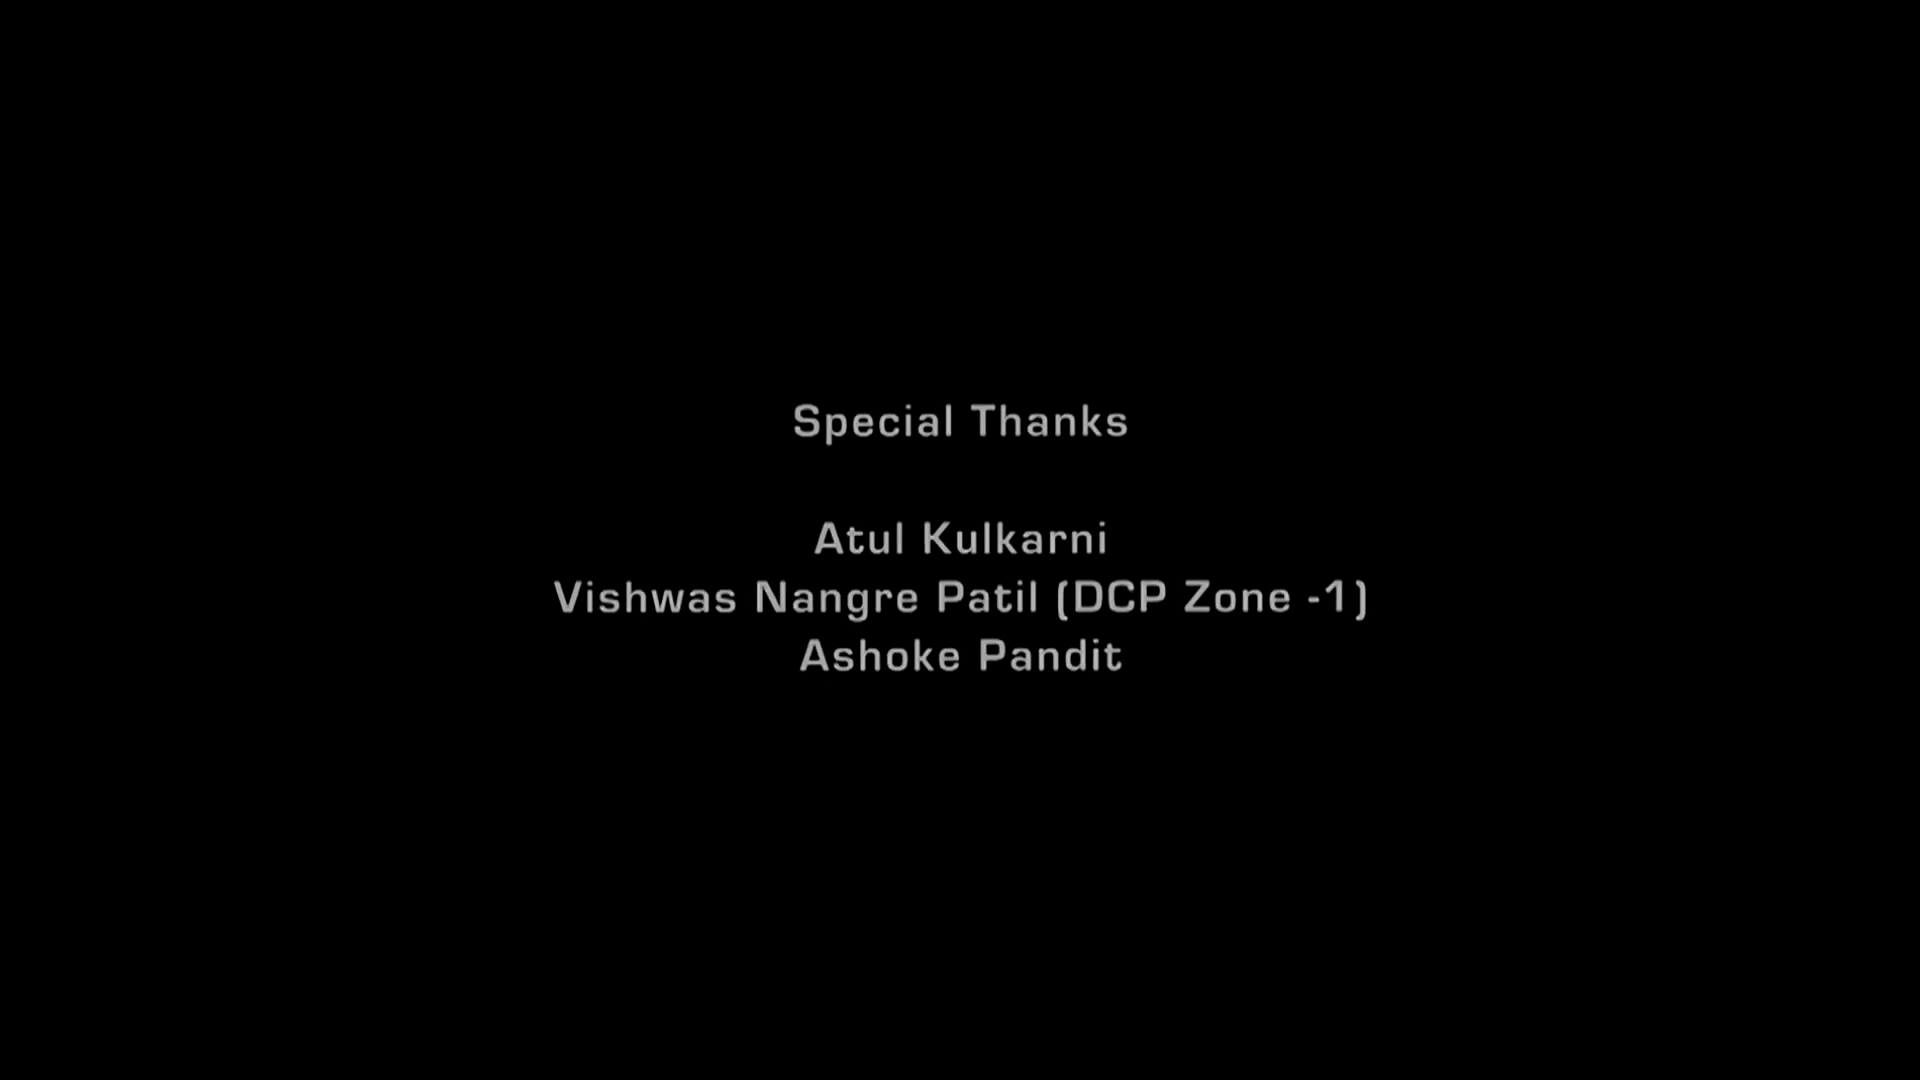 Special Thanks
Atul Kulkarni
Vishwas Nangre Patil (DCP Zone -1)
Ashoke Pandit